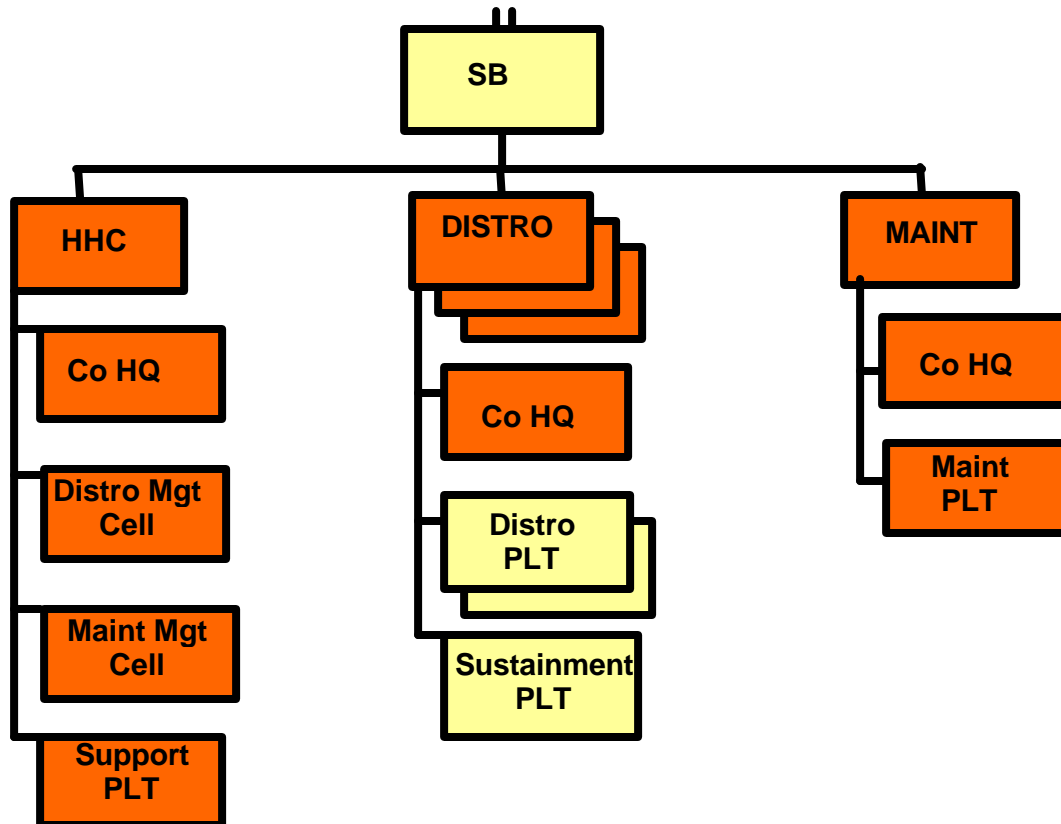 SB
HHC
DISTRO
MAINT
Co HQ
Distro Mgt
Cell
Maint Mgt
Cell
Support
PLT
Co HQ
Distro
PLT
Sustainment
PLT
Co HQ
Maint
PLT